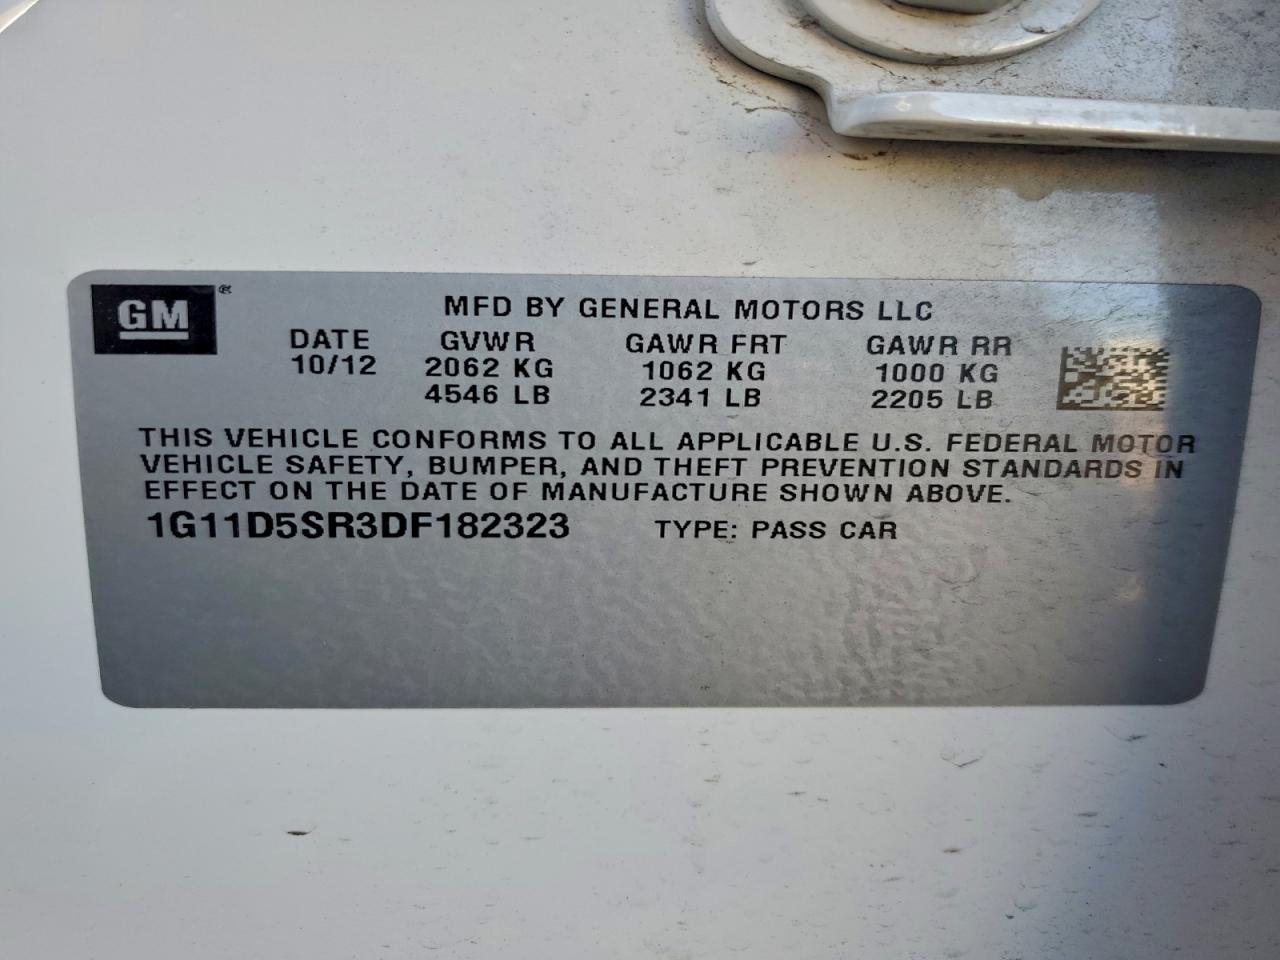 GM ®
MFD BY GENERAL MOTORS LLC
DATE GVWR GAWR FRT GAWR RR
10/12 2062 KG 1062 KG 1000 KG
4546 LB 2341 LB 2205 LB
THIS VEHICLE CONFORMS TO ALL APPLICABLE U.S. FEDERAL MOTOR
VEHICLE SAFETY, BUMPER, AND THEFT PREVENTION STANDARDS IN
EFFECT ON THE DATE OF MANUFACTURE SHOWN ABOVE.
1G11D5SR3DF182323 TYPE: PASS CAR